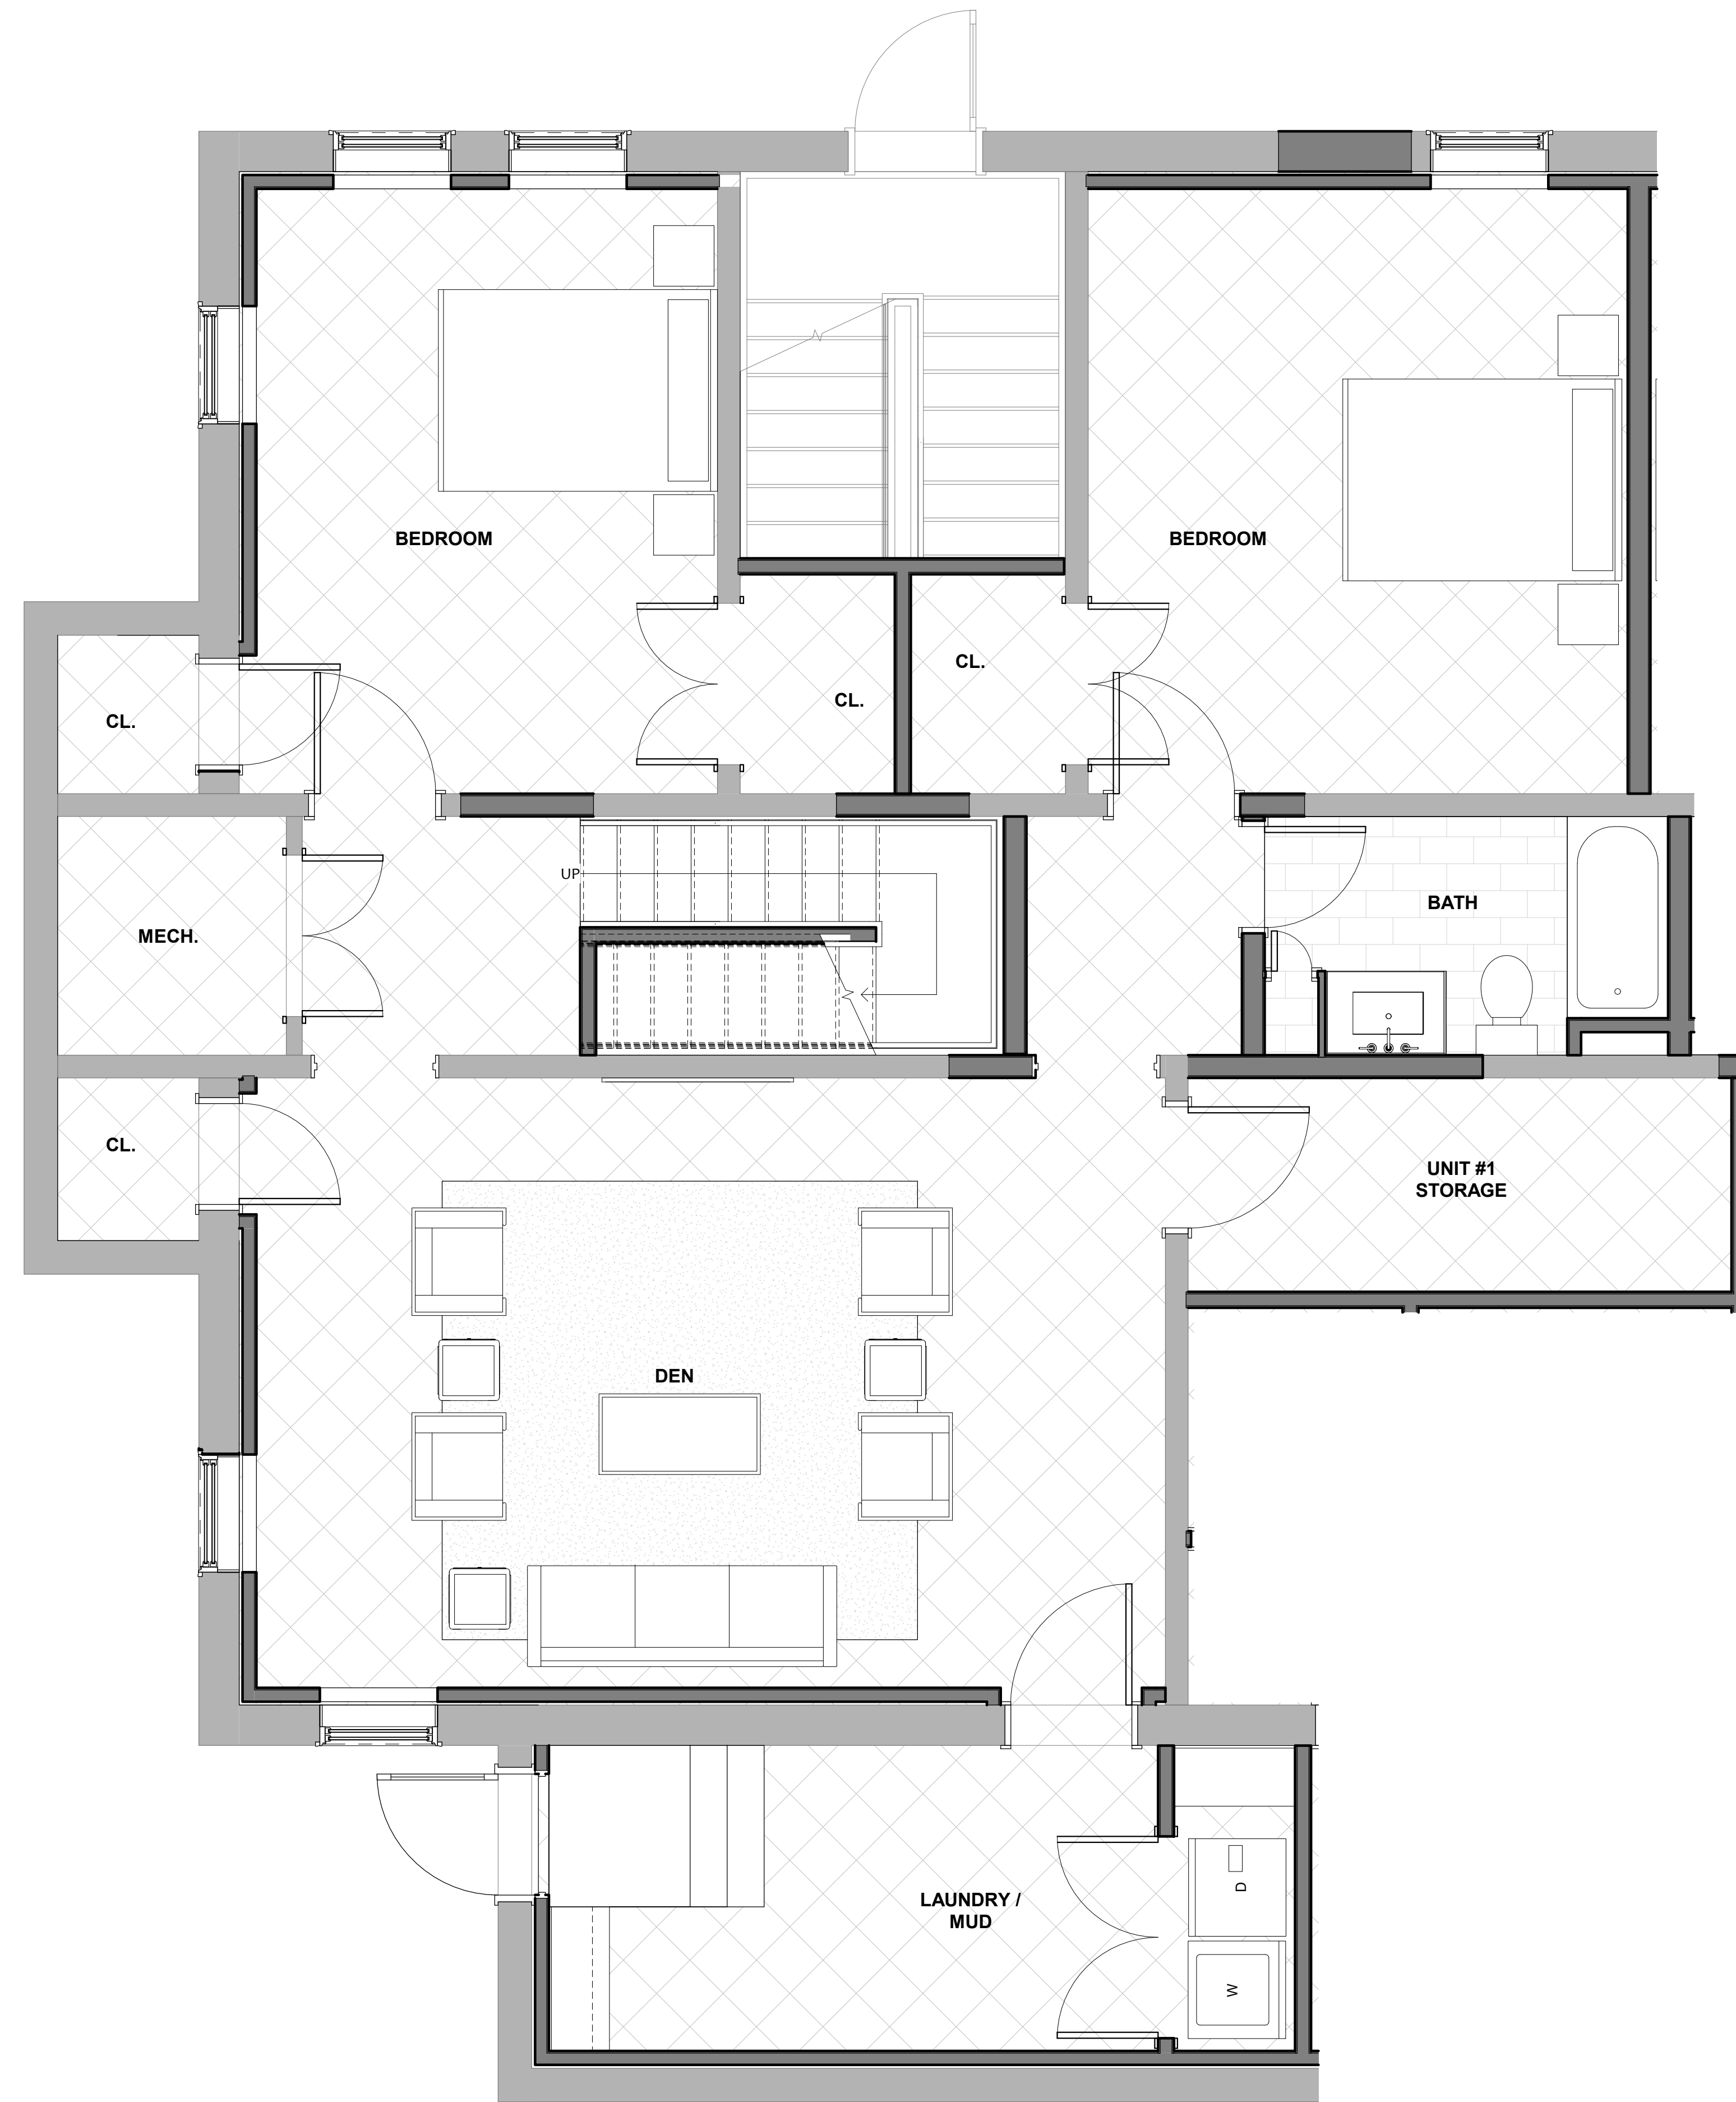 BEDROOM
BEDROOM
CL.
CL.
CL.
UP
BATH
MECH.
CL.
UNIT #1
STORAGE
DEN
LAUNDRY /
MUD
D
W